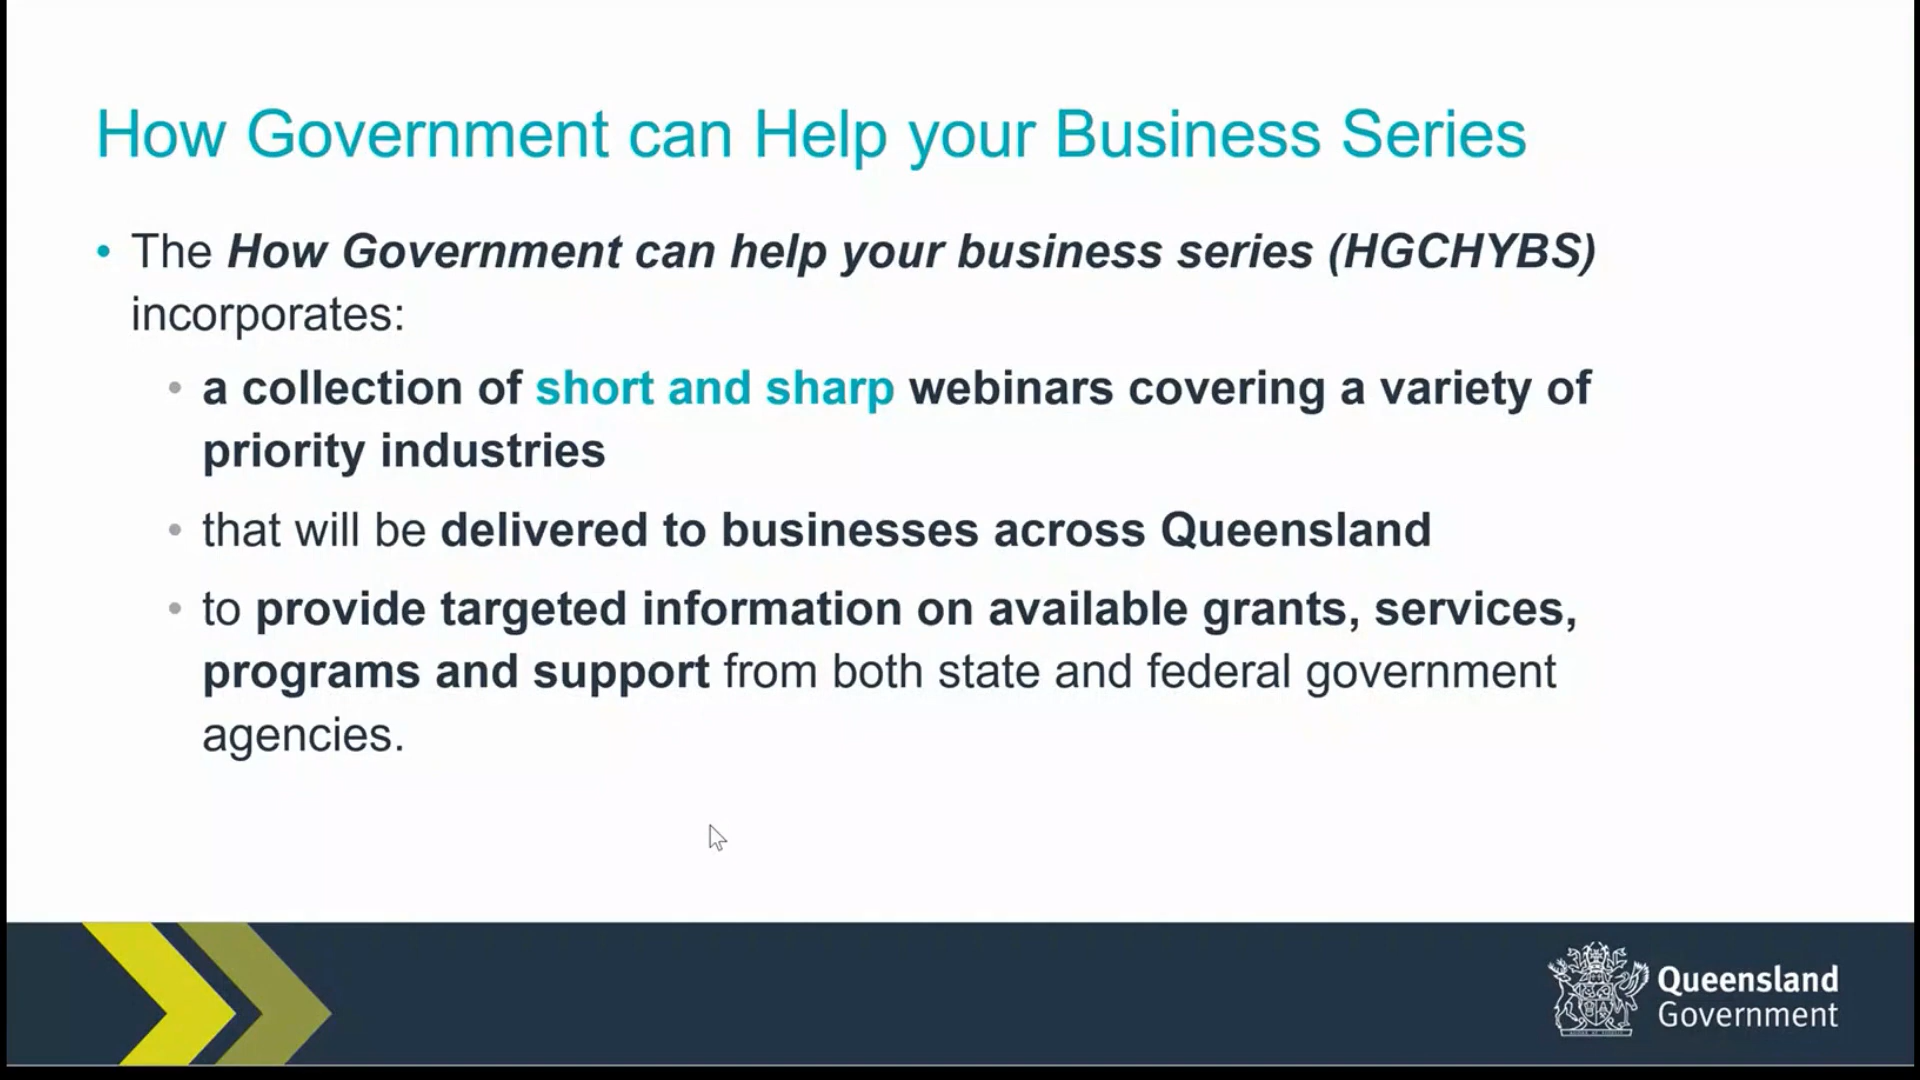 How Government can Help your Business Series
• The How Government can help your business series (HGCHYBS)
incorporates:
• a collection of short and sharp webinars covering a variety of
priority industries
• that will be delivered to businesses across Queensland
• to provide targeted information on available grants, services,
programs and support from both state and federal government
agencies.
Queensland
Government